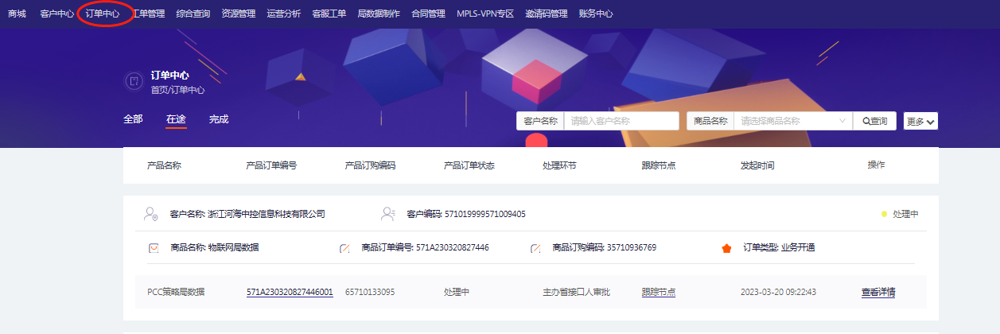 商城 客户中心 订单中心 工单管理 综合查询 资源管理 运营分析 客服工单 局数据制作 合同管理 MPLS-VPN专区 邀请码管理 账务中心
订单中心
首页/订单中心
全部 在途 完成 客户名称 请输入客户名称 商品名称 请选择商品名称 查询 更多
产品名称 产品订单编号 产品订购编码 产品订单状态 处理环节 跟踪节点 发起时间 操作
客户名称: 浙江河海中控信息科技有限公司 客户编码: 571019999571009405 处理中
商品名称: 物联网局数据 商品订单编号: 571A230320827446 商品订购编码: 35710936769 订单类型: 业务开通
PCC策略局数据 571A230320827446001 65710133095 处理中 主办省接口人审批 跟踪节点 2023-03-20 09:22:43 查看详情